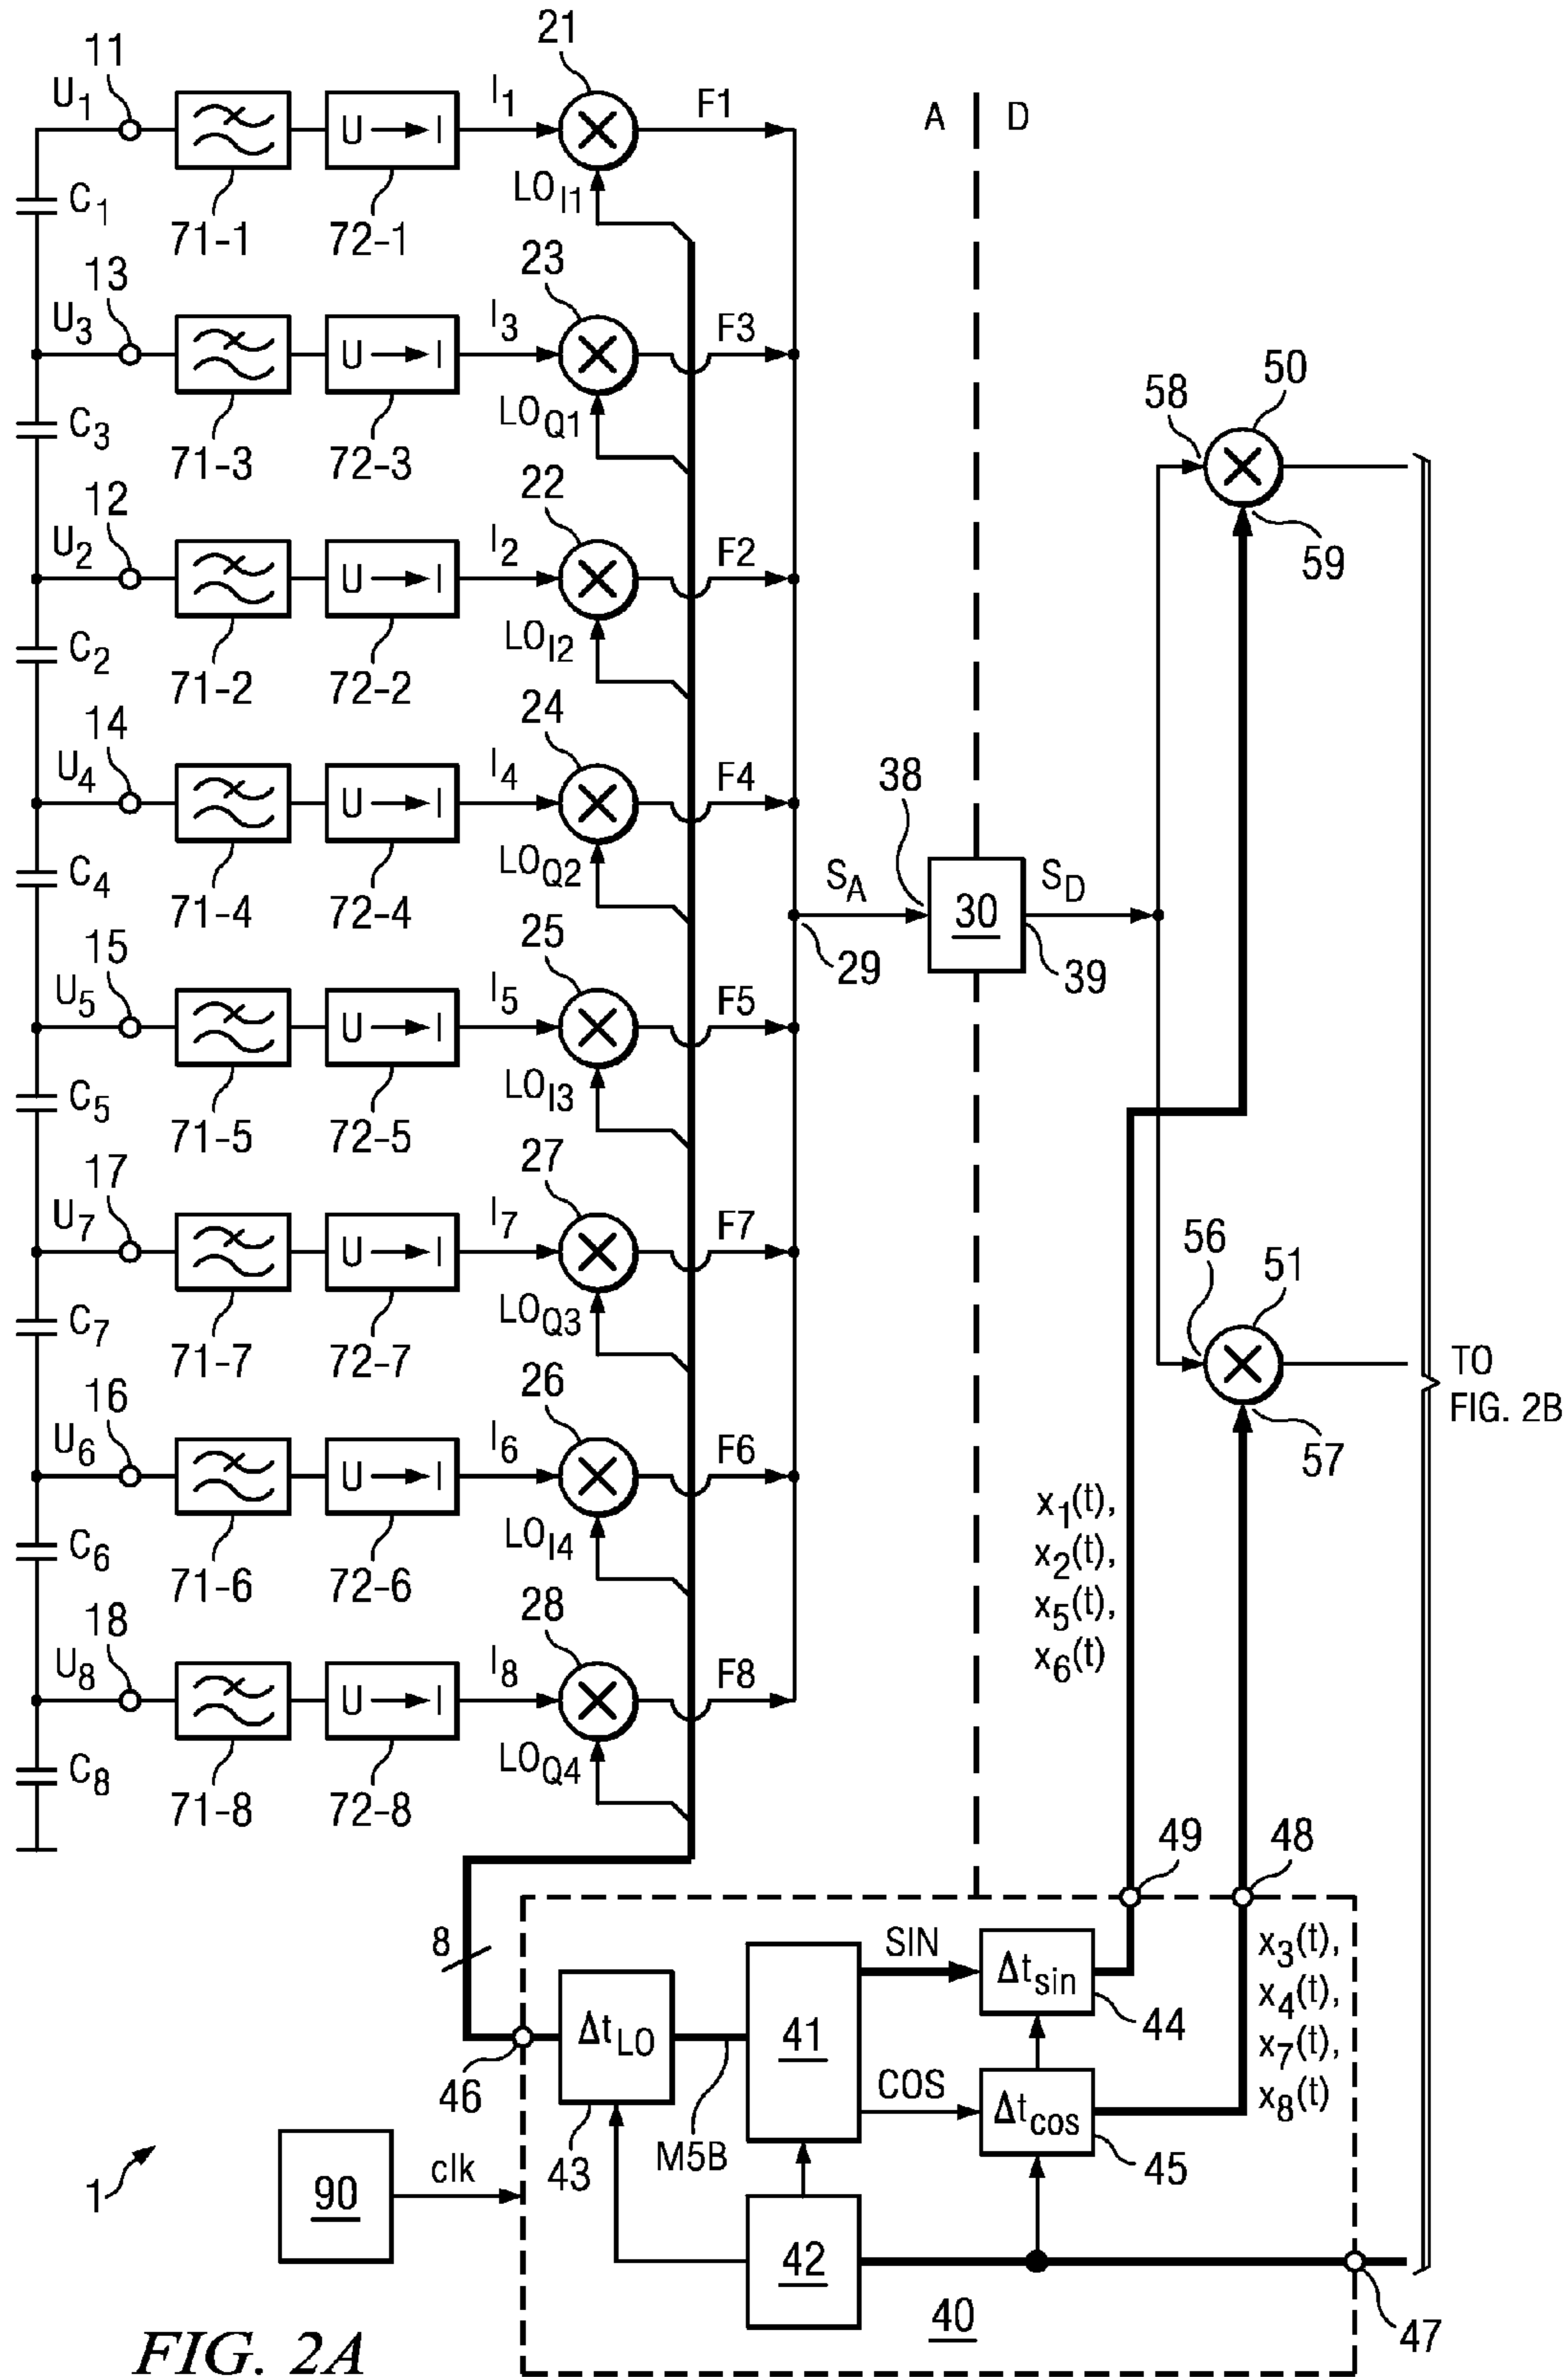 21
11
U1 I1 F1 A D
U → I
C1 LOI1
71-1 72-1
23
13
U3 I3 F3
U → I
50
58
C3 LOQ1
71-3 72-3
22
12
U2 I2 F2
59
U → I
C2 LOI2
71-2 72-2
24
14
U4 I4 F4
38
U → I
C4 LOQ2 SA 30 SD
71-4 72-4
25
15 29 39
U5 I5 F5
U → I
C5 LOI3
71-5 72-5
27
17
U7 I7 F7
56 51
U → I
C7 LOQ3
TO
FIG. 2B
71-7 72-7
26
16
U6 I6 F6
57
U → I
x1(t),
C6 LOI4
x2(t),
71-6 72-6
x5(t),
28
18
x6(t)
U8 I8 F8
U → I
C8 LOQ4
71-8 72-8
49 48
8 SIN x3(t),
Δtsin
x4(t),
ΔtLO 41 44
x7(t),
46 COS x8(t)
Δtcos
43 M5B 45
1 90 clk
42
40 47
FIG. 2A